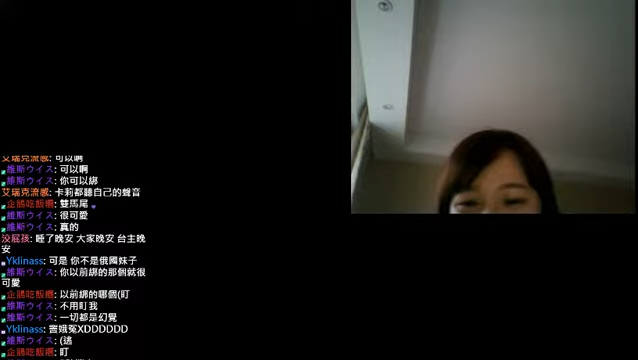 艾瑞克流感: 可以啊
維斯ウイス: 可以啊
維斯ウイス: 你可以綁
艾瑞克流感: 卡莉都聽自己的聲音
企鵝吃飯糰: 雙馬尾
維斯ウイス: 很可愛
維斯ウイス: 真的
没屁孩: 睡了晚安 大家晚安 台主晚
安
Yklinass: 可是 你不是俄國妹子
維斯ウイス: 你以前綁的那個就很
可愛
企鵝吃飯糰: 以前綁的哪個(盯
維斯ウイス: 不用盯我
維斯ウイス: 一切都是幻覺
Yklinass: 竇娥冤XDDDDDD
維斯ウイス: (遙
企鵝吃飯糰: 盯